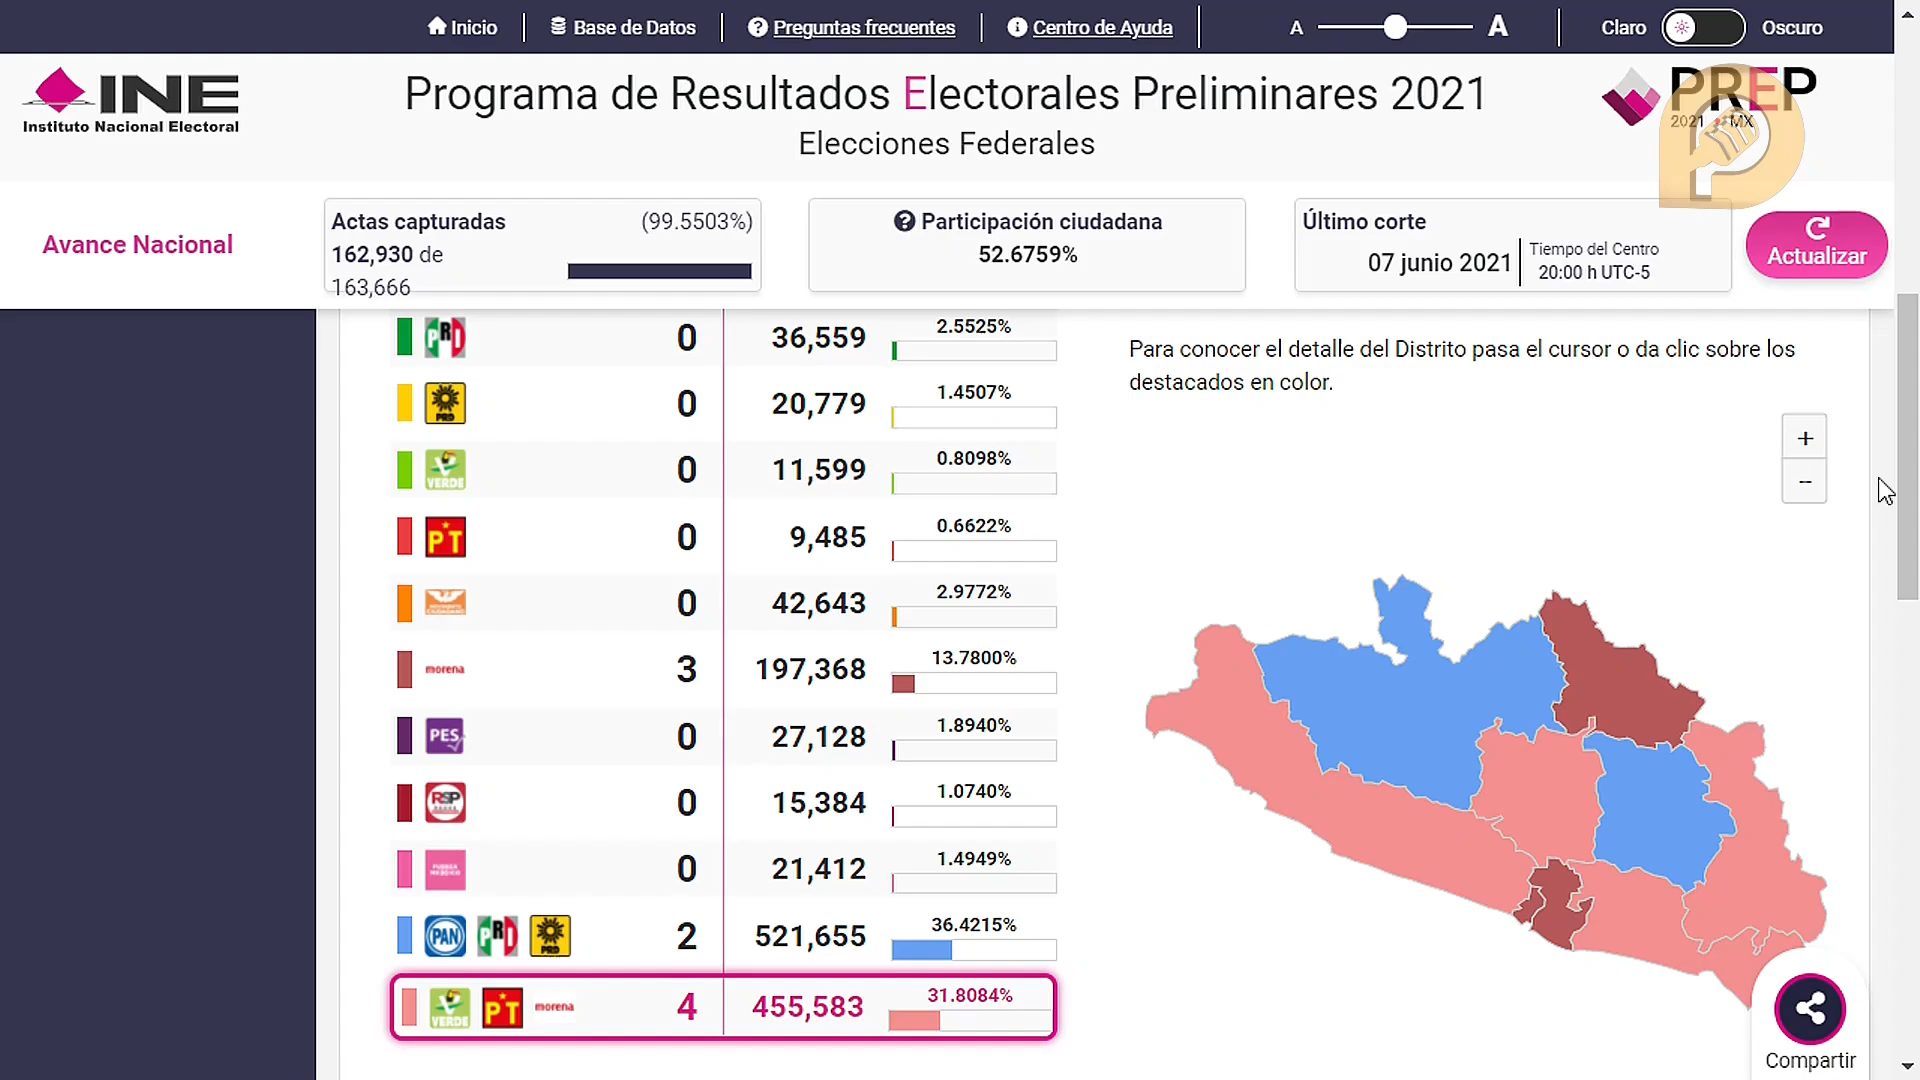 Inicio
Base de Datos
Preguntas frecuentes
Centro de Ayuda
A
A
Claro
Oscuro
INE
Instituto Nacional Electoral
Programa de Resultados Electorales Preliminares 2021
Elecciones Federales
PREP
2021 MX
Avance Nacional
Actas capturadas (99.5503%)
162,930 de
163,666
Participación ciudadana
52.6759%
Último corte
07 junio 2021
Tiempo del Centro
20:00 h UTC-5
Actualizar
PRI 0 36,559 2.5525%
PRD 0 20,779 1.4507%
VERDE 0 11,599 0.8098%
PT 0 9,485 0.6622%
0 42,643 2.9772%
morena 3 197,368 13.7800%
PES 0 27,128 1.8940%
RSP 0 15,384 1.0740%
FUERZA MÉXICO 0 21,412 1.4949%
PAN PRI PRD 2 521,655 36.4215%
VERDE PT morena 4 455,583 31.8084%
Para conocer el detalle del Distrito pasa el cursor o da clic sobre los
destacados en color.
+
−
Compartir